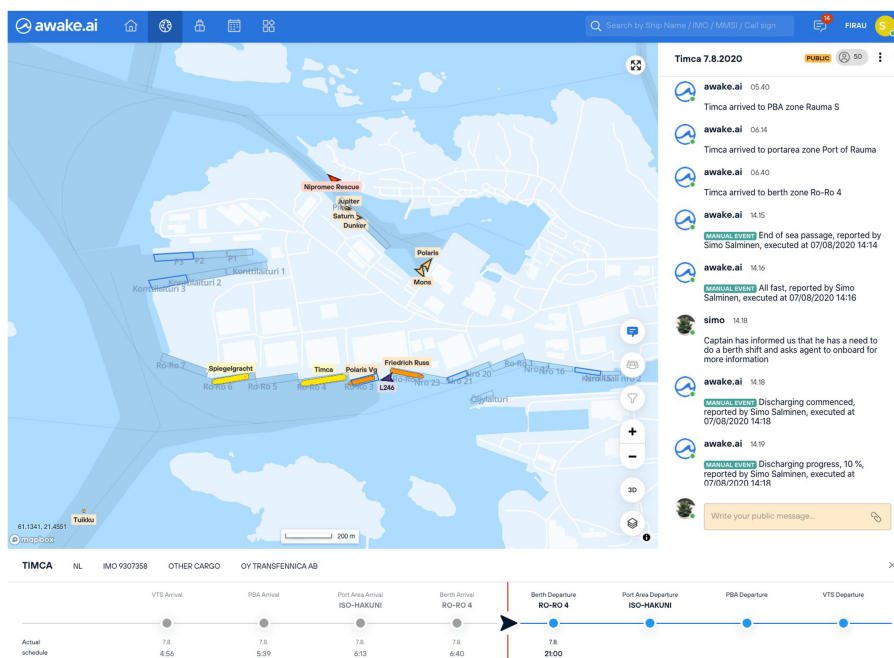 awake.ai
Search by Ship Name / IMO / MMSI / Call sign
14
FIRAU
S
Timca 7.8.2020
PUBLIC
50
awake.ai 05.40
Timca arrived to PBA zone Rauma S
awake.ai 06.14
Timca arrived to portarea zone Port of Rauma
awake.ai 06.40
Timca arrived to berth zone Ro-Ro 4
awake.ai 14.15
MANUAL EVENT End of sea passage, reported by
Simo Salminen, executed at 07/08/2020 14:14
awake.ai 14.16
MANUAL EVENT All fast, reported by Simo
Salminen, executed at 07/08/2020 14:16
simo 14.18
Captain has informed us that he has a need to
do a berth shift and asks agent to onboard for
more information
awake.ai 14.18
MANUAL EVENT Discharging commenced,
reported by Simo Salminen, executed at
07/08/2020 14:18
awake.ai 14.19
MANUAL EVENT Discharging progress, 10 %,
reported by Simo Salminen, executed at
07/08/2020 14:18
Write your public message...
Nipromec Rescue
Jupiter
Saturn
Dunker
Polaris
Mons
P3 P2 P1
Konttilaituri 1
Konttilaituri 2
Konttilaituri 3
Ro-Ro 7
Spiegelgracht
Timca
Polaris Vg
Friedrich Russ
Ro-Ro 6
Ro-Ro 5
Ro-Ro 4
Ro-Ro 3
L246
Nro 23
Nro 21
Nro 20
Ro-Ro 1
Nro 16
Öljylaituri
+
−
3D
Tuikku
61.1341, 21.4551
mapbox
200 m
TIMCA NL IMO 9307358 OTHER CARGO OY TRANSFENNICA AB
VTS Arrival PBA Arrival Port Area Arrival Berth Arrival Berth Departure Port Area Departure PBA Departure VTS Departure
ISO-HAKUNI RO-RO 4 RO-RO 4 ISO-HAKUNI
Actual 7.8. 7.8. 7.8. 7.8. 7.8.
schedule 4:56 5:39 6:13 6:40 21:00